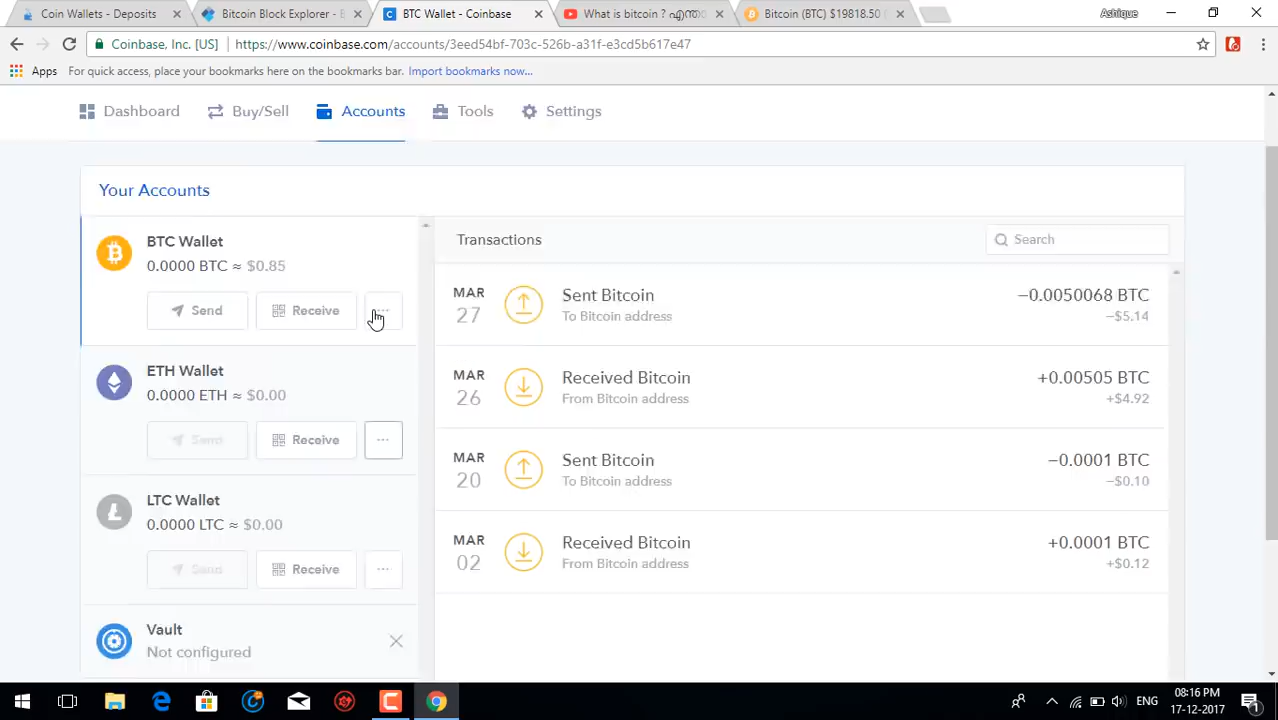 Coin Wallets - Deposits
Bitcoin Block Explorer -
BTC Wallet - Coinbase
What is bitcoin ? എന്ന
Bitcoin (BTC) $19818.50
Ashique
Coinbase, Inc. [US]
https://www.coinbase.com/accounts/3eed54bf-703c-526b-a31f-e3cd5b617e47
Apps
For quick access, place your bookmarks here on the bookmarks bar. Import bookmarks now...
Dashboard
Buy/Sell
Accounts
Tools
Settings
Your Accounts
BTC Wallet
0.0000 BTC ≈ $0.85
Send
Receive
...
ETH Wallet
0.0000 ETH ≈ $0.00
Send
Receive
...
LTC Wallet
0.0000 LTC ≈ $0.00
Send
Receive
...
Vault
Not configured
Transactions
Search
MAR
27
Sent Bitcoin
To Bitcoin address
−0.0050068 BTC
−$5.14
MAR
26
Received Bitcoin
From Bitcoin address
+0.00505 BTC
+$4.92
MAR
20
Sent Bitcoin
To Bitcoin address
−0.0001 BTC
−$0.10
MAR
02
Received Bitcoin
From Bitcoin address
+0.0001 BTC
+$0.12
ENG
08:16 PM
17-12-2017
1